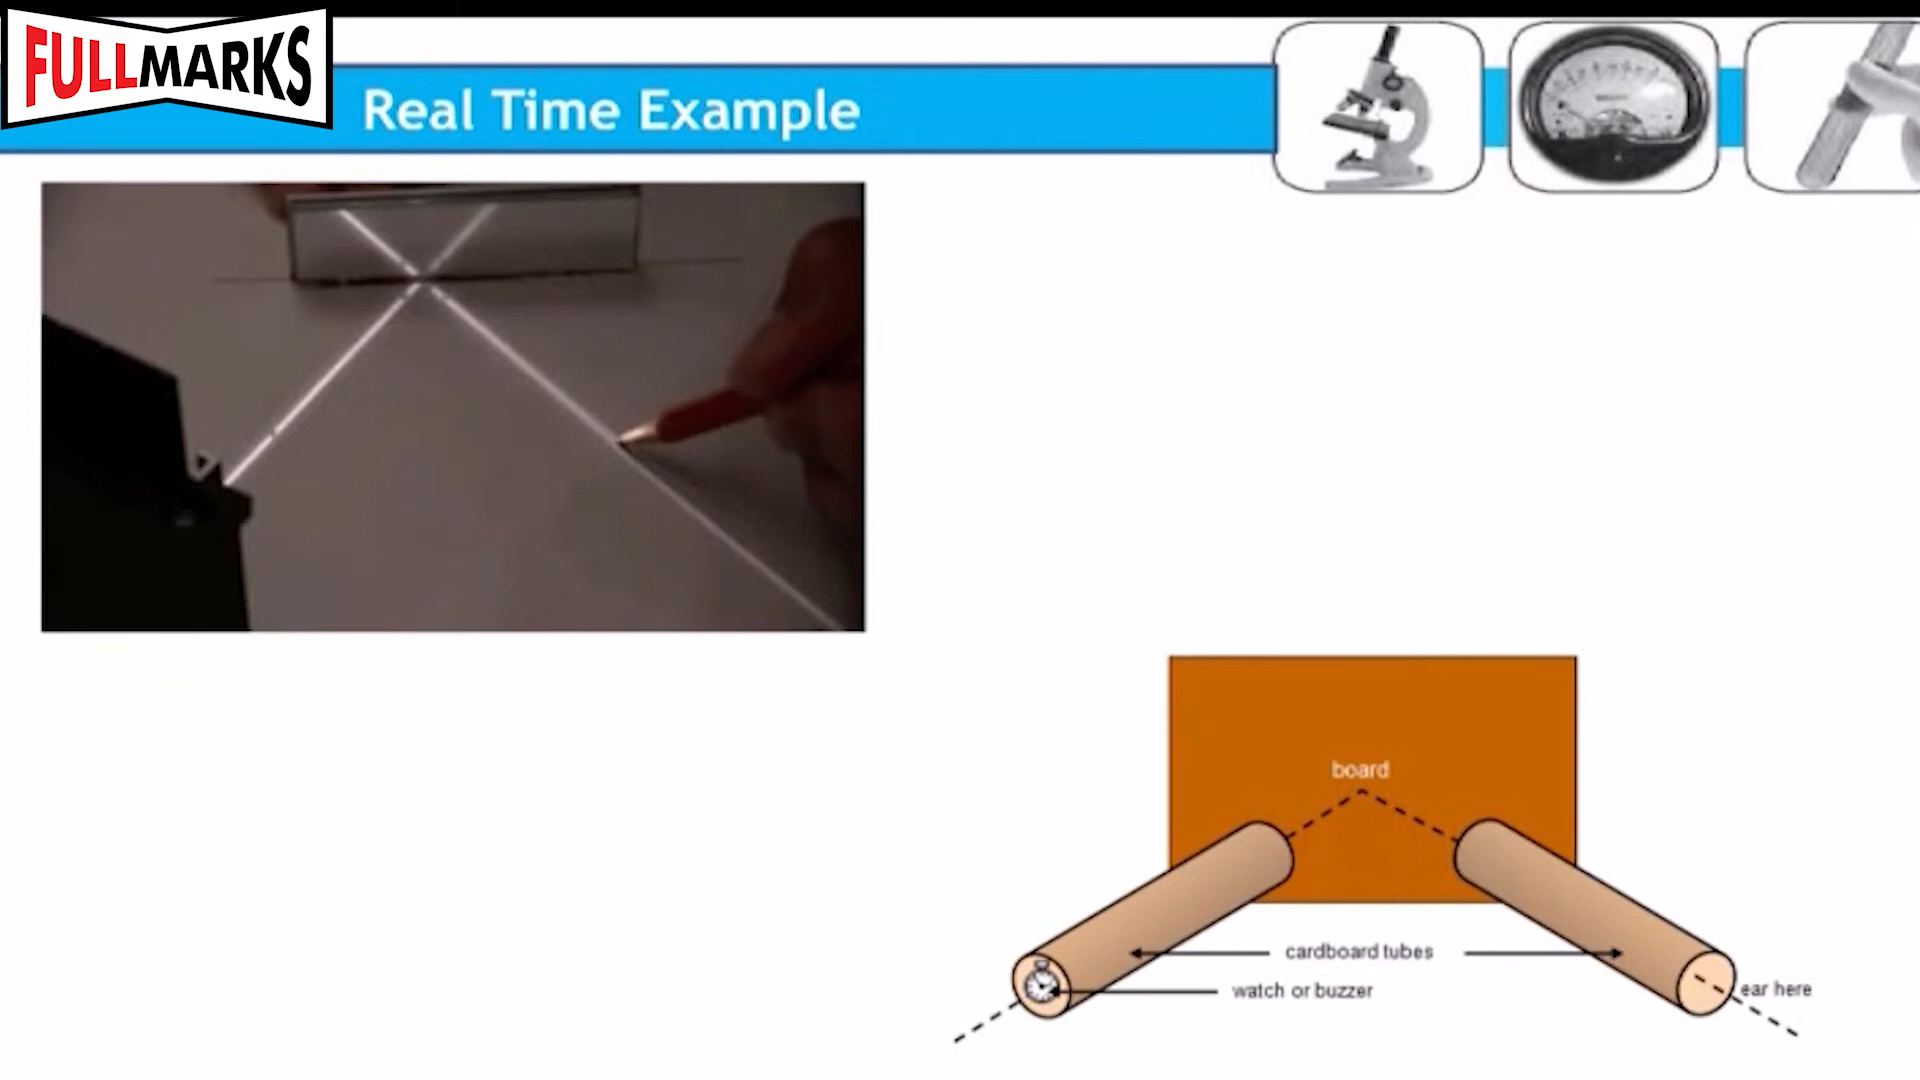 FULLMARKS
Real Time Example
board
cardboard tubes
watch or buzzer
ear here